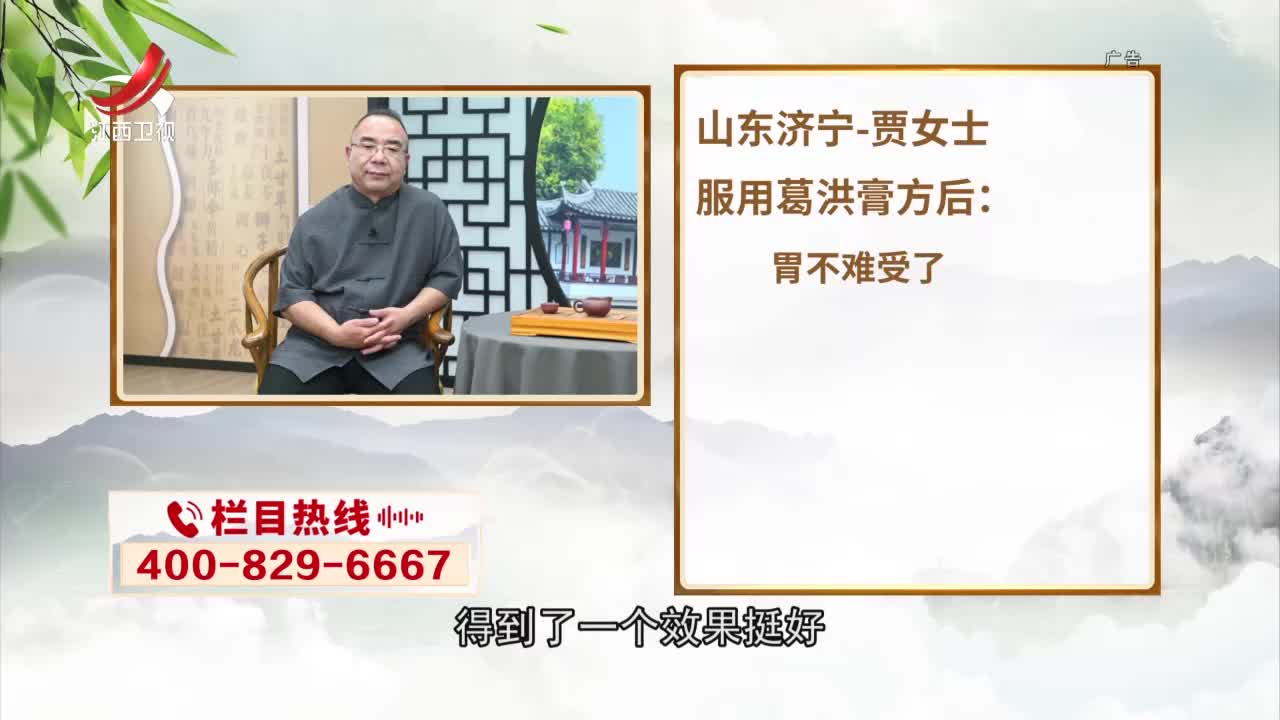 广告
江西卫视
山东济宁-贾女士
服用葛洪膏方后：
胃不难受了
栏目热线
400-829-6667
得到了一个效果挺好